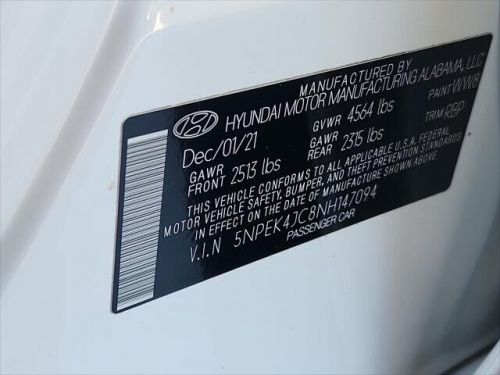 MANUFACTURED BY
HYUNDAI MOTOR MANUFACTURING ALABAMA, LLC
Dec/01/21 GVWR 4564 lbs PAINT WW8
GAWR FRONT 2513 lbs GAWR REAR 2315 lbs TRIM RBP
THIS VEHICLE CONFORMS TO ALL APPLICABLE U.S.A. FEDERAL
MOTOR VEHICLE SAFETY, BUMPER, AND THEFT PREVENTION STANDARDS
IN EFFECT ON THE DATE OF MANUFACTURE SHOWN ABOVE.
V.I.N 5NPEK4JC8NH147094
PASSENGER CAR